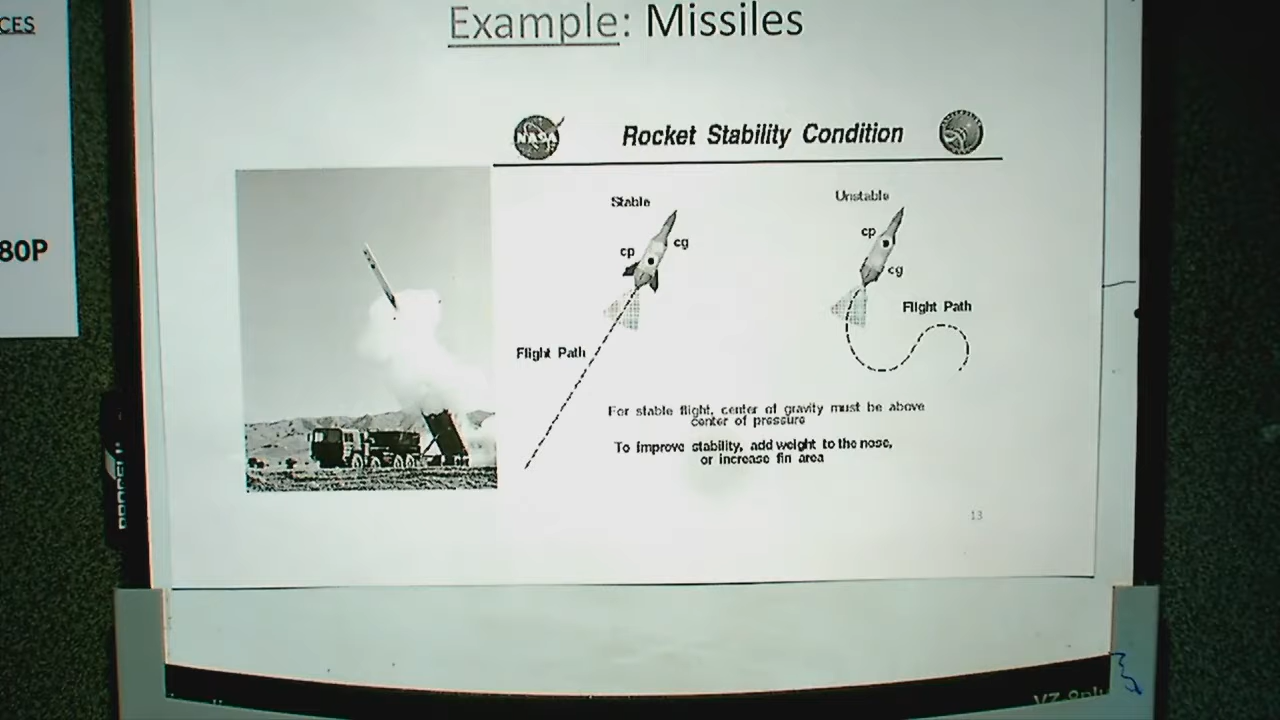 CES
Example: Missiles
NASA
Rocket Stability Condition
Stable
Unstable
cp
cg
cp
cg
80P
Flight Path
Flight Path
For stable flight, center of gravity must be above
center of pressure
To improve stability, add weight to the nose,
or increase fin area
13